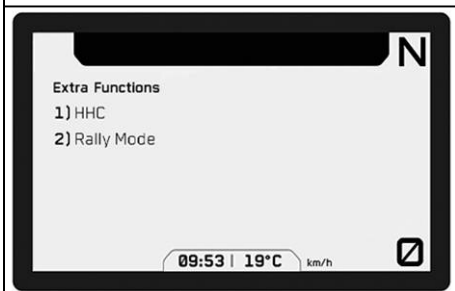 N
Extra Functions
1) HHC
2) Rally Mode
09:53 | 19°C km/h
0